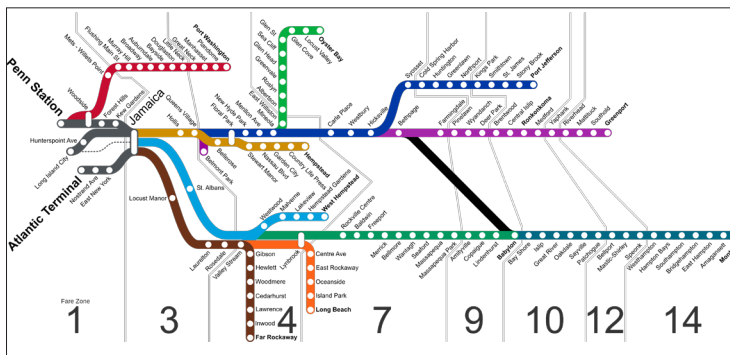 Penn Station
Woodside
Forest Hills
Kew Gardens
Jamaica
Hunterspoint Ave
Long Island City
Atlantic Terminal
Nostrand Ave
East New York
Mets - Willets Point
Flushing Main St
Murray Hill
Broadway
Auburndale
Bayside
Douglaston
Little Neck
Great Neck
Manhasset
Plandome
Port Washington
Hollis
Queens Village
Bellerose
Belmont Park
Floral Park
New Hyde Park
Merillon Ave
Mineola
Stewart Manor
Nassau Blvd
Garden City
Country Life Press
Hempstead
East Williston
Albertson
Roslyn
Greenvale
Glen Head
Sea Cliff
Glen St
Glen Cove
Locust Valley
Oyster Bay
Carle Place
Westbury
Hicksville
Syosset
Cold Spring Harbor
Huntington
Greenlawn
Northport
Kings Park
Smithtown
St. James
Stony Brook
Port Jefferson
Bethpage
Farmingdale
Pinelawn
Wyandanch
Deer Park
Brentwood
Central Islip
Ronkonkoma
Medford
Yaphank
Riverhead
Mattituck
Southold
Greenport
Locust Manor
St. Albans
Laurelton
Rosedale
Valley Stream
Westwood
Malverne
Lakeview
Hempstead Gardens
West Hempstead
Gibson
Hewlett
Woodmere
Cedarhurst
Lawrence
Inwood
Far Rockaway
Lynbrook
Centre Ave
East Rockaway
Oceanside
Island Park
Long Beach
Rockville Centre
Baldwin
Freeport
Merrick
Bellmore
Wantagh
Seaford
Massapequa
Massapequa Park
Amityville
Copiague
Lindenhurst
Babylon
Bay Shore
Islip
Great River
Oakdale
Sayville
Patchogue
Bellport
Mastic-Shirley
Speonk
Westhampton
Hampton Bays
Southampton
Bridgehampton
East Hampton
Amagansett
Fare Zone
1
3
4
7
9
10
12
14